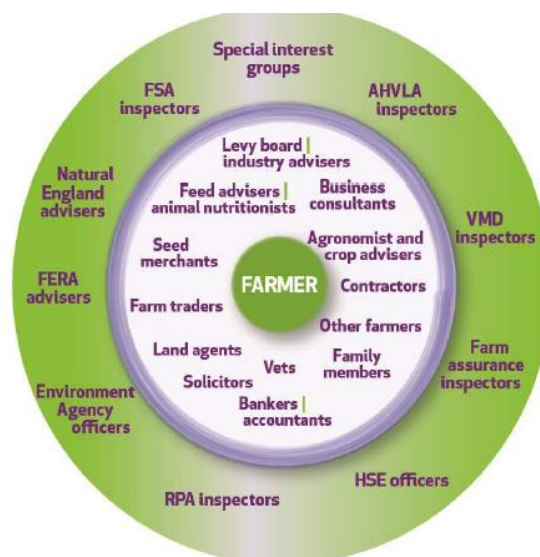 Special interest
groups
FSA
inspectors
AHVLA
inspectors
Natural
England
advisers
VMD
inspectors
FERA
advisers
Farm
assurance
inspectors
Environment
Agency
officers
HSE officers
RPA inspectors
Levy board |
industry advisers
Feed advisers |
animal nutritionists
Business
consultants
Seed
merchants
Agronomist and
crop advisers
FARMER
Contractors
Farm traders
Other farmers
Land agents
Vets
Family
members
Solicitors
Bankers |
accountants